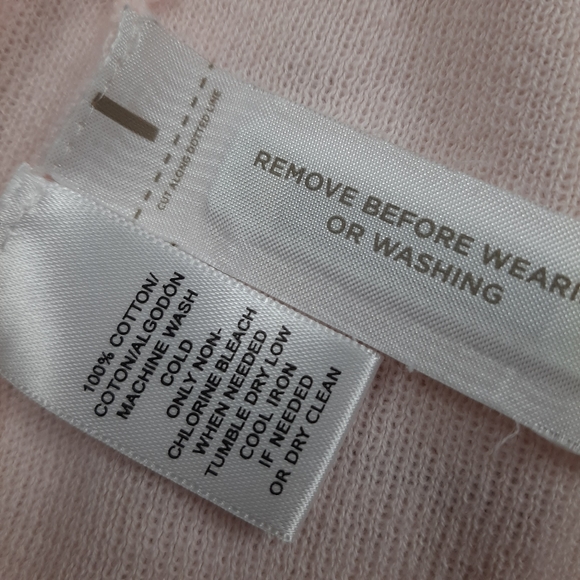 CUT ALONG DOTTED LINE
REMOVE BEFORE WEARI
OR WASHING
100% COTTON/
COTON/ALGODÓN
MACHINE WASH
COLD
ONLY NON-
CHLORINE BLEACH
WHEN NEEDED
TUMBLE DRY LOW
COOL IRON
IF NEEDED
OR DRY CLEAN